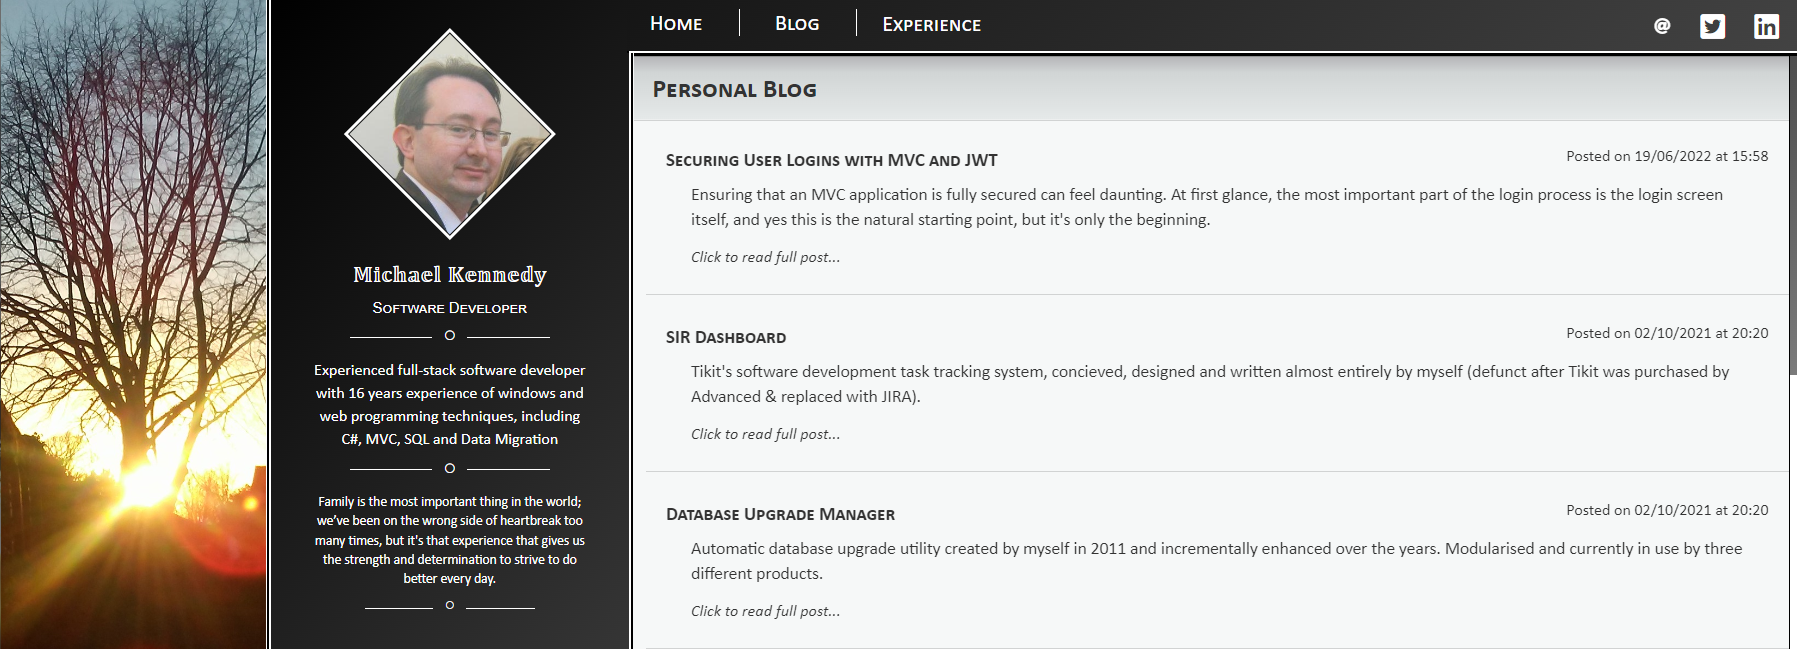 Home
Blog
Experience
@
in
Michael Kennedy
Software Developer
Experienced full-stack software developer
with 16 years experience of windows and
web programming techniques, including
C#, MVC, SQL and Data Migration
Family is the most important thing in the world;
we've been on the wrong side of heartbreak too
many times, but it's that experience that gives us
the strength and determination to strive to do
better every day.
Personal Blog
Securing User Logins with MVC and JWT
Posted on 19/06/2022 at 15:58
Ensuring that an MVC application is fully secured can feel daunting. At first glance, the most important part of the login process is the login screen
itself, and yes this is the natural starting point, but it's only the beginning.
Click to read full post...
SIR Dashboard
Posted on 02/10/2021 at 20:20
Tikit's software development task tracking system, concieved, designed and written almost entirely by myself (defunct after Tikit was purchased by
Advanced & replaced with JIRA).
Click to read full post...
Database Upgrade Manager
Posted on 02/10/2021 at 20:20
Automatic database upgrade utility created by myself in 2011 and incrementally enhanced over the years. Modularised and currently in use by three
different products.
Click to read full post...